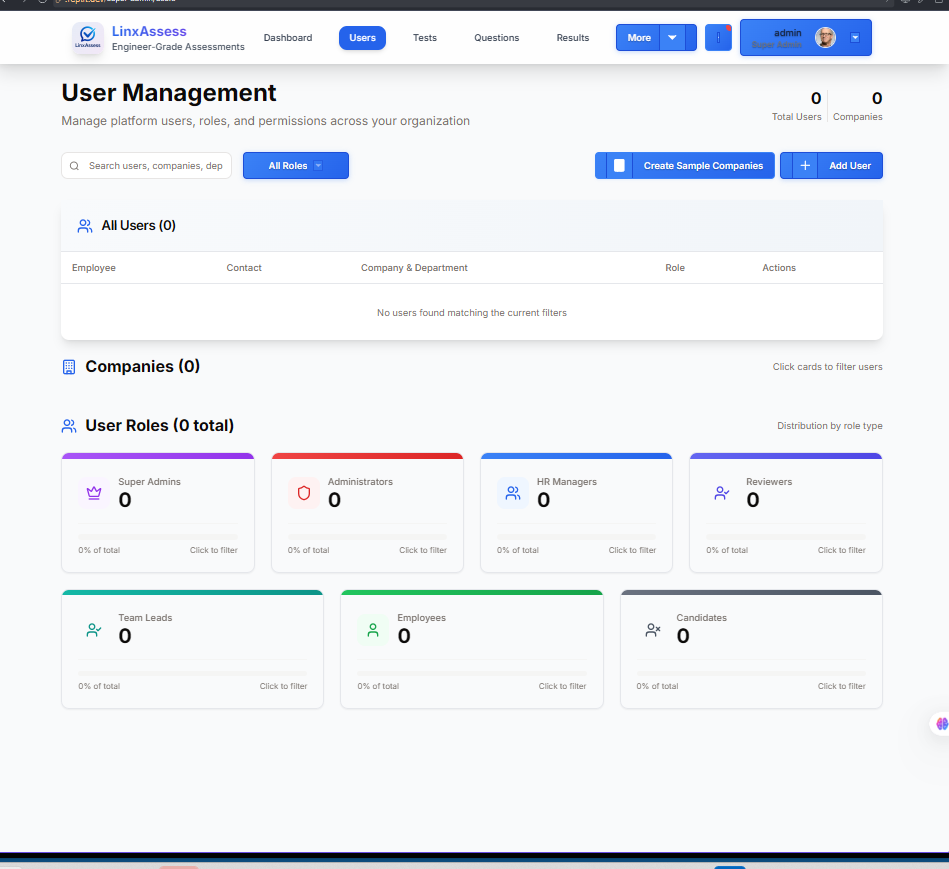 LinxAssess
LinxAssess
Engineer-Grade Assessments
Dashboard
Users
Tests
Questions
Results
More
admin
Super Admin
User Management
Manage platform users, roles, and permissions across your organization
0
Total Users
0
Companies
Search users, companies, dep
All Roles
Create Sample Companies
Add User
All Users (0)
Employee Contact Company & Department Role Actions
No users found matching the current filters
Companies (0)
Click cards to filter users
User Roles (0 total)
Distribution by role type
Super Admins
0
0% of total Click to filter
Administrators
0
0% of total Click to filter
HR Managers
0
0% of total Click to filter
Reviewers
0
0% of total Click to filter
Team Leads
0
0% of total Click to filter
Employees
0
0% of total Click to filter
Candidates
0
0% of total Click to filter